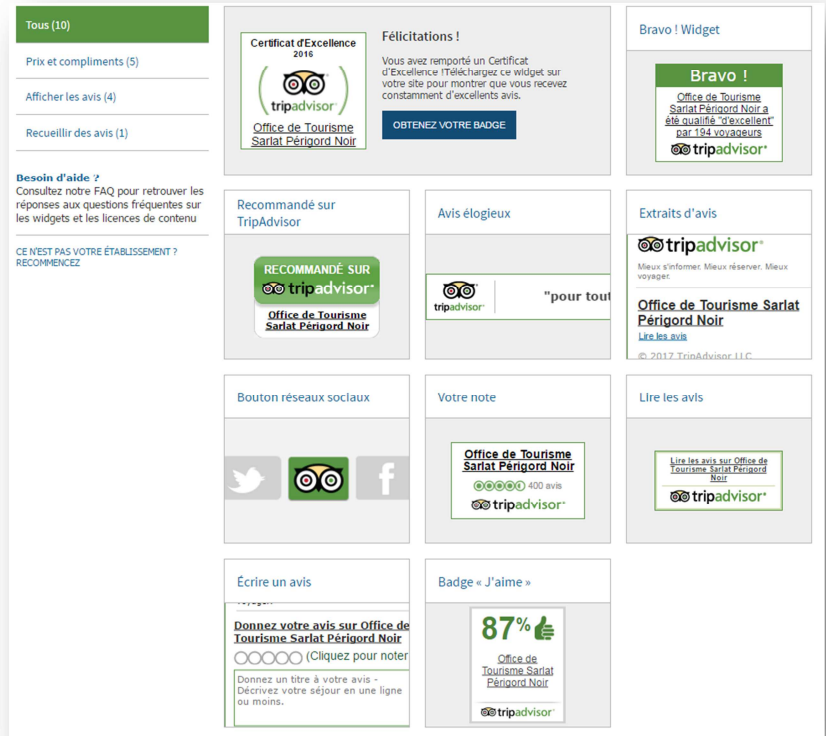 Tous (10)
Prix et compliments (5)
Afficher les avis (4)
Recueillir des avis (1)
Besoin d'aide ?
Consultez notre FAQ pour retrouver les
réponses aux questions fréquentes sur
les widgets et les licences de contenu
CE N'EST PAS VOTRE ÉTABLISSEMENT ?
RECOMMENCEZ
Certificat d'Excellence
2016
tripadvisor
Office de Tourisme
Sarlat Périgord Noir
Félicitations !
Vous avez remporté un Certificat
d'Excellence !Téléchargez ce widget sur
votre site pour montrer que vous recevez
constamment d'excellents avis.
OBTENEZ VOTRE BADGE
Bravo ! Widget
Bravo !
Office de Tourisme
Sarlat Périgord Noir a
été qualifié "d'excellent"
par 194 voyageurs
tripadvisor
Recommandé sur
TripAdvisor
RECOMMANDÉ SUR
tripadvisor
Office de Tourisme
Sarlat Périgord Noir
Avis élogieux
tripadvisor
"pour tout
Extraits d'avis
tripadvisor
Mieux s'informer. Mieux réserver. Mieux
voyager.
Office de Tourisme Sarlat
Périgord Noir
Lire les avis
© 2017 TripAdvisor LLC
Bouton réseaux sociaux
Votre note
Office de Tourisme
Sarlat Périgord Noir
400 avis
tripadvisor
Lire les avis
Lire les avis sur Office de
Tourisme Sarlat Périgord
Noir
tripadvisor
Écrire un avis
Donnez votre avis sur Office de
Tourisme Sarlat Périgord Noir
(Cliquez pour noter
Donnez un titre à votre avis -
Décrivez votre séjour en une ligne
ou moins.
Badge « J'aime »
87%
Office de
Tourisme Sarlat
Périgord Noir
tripadvisor